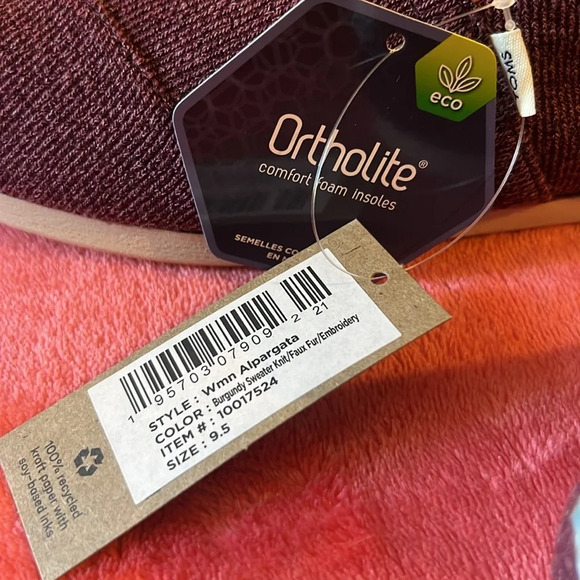 TOMS
eco
Ortholite®
comfort foam insoles
SEMELLES CO
EN
1 95703 07909 2 21
STYLE : Wmn Alpargata
COLOR : Burgundy Sweater Knit/Faux Fur/Embroidery
ITEM # : 10017524
SIZE : 9.5
100% recycled
kraft paper with
soy-based inks